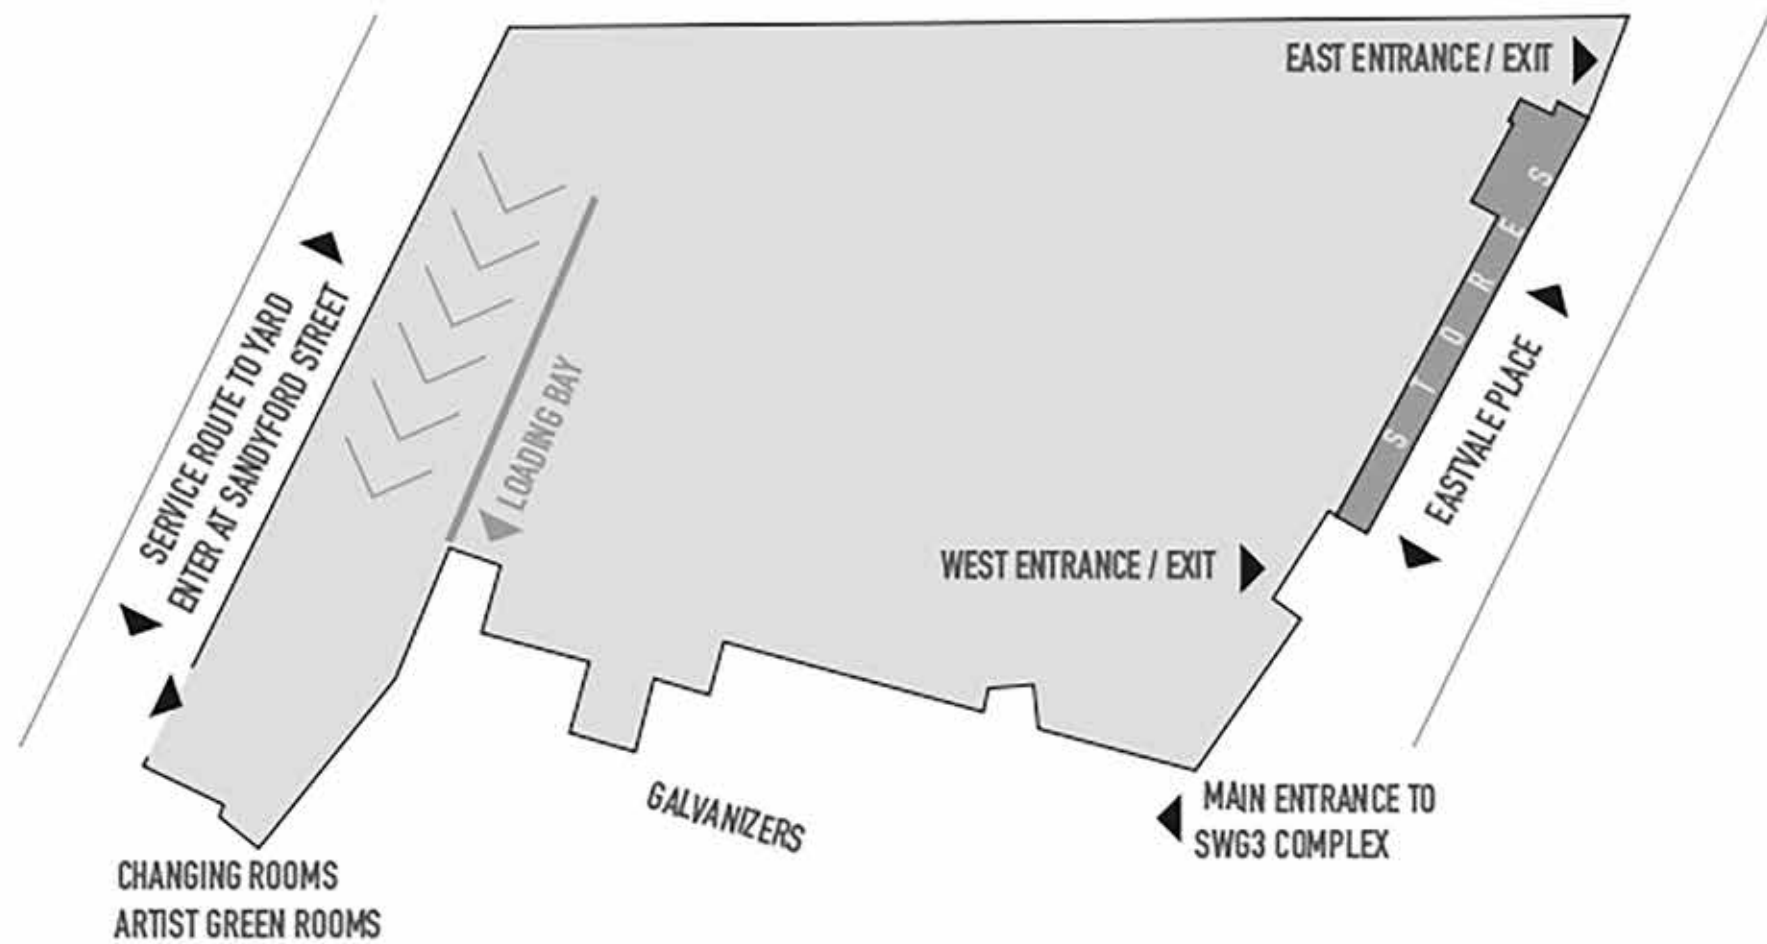 EAST ENTRANCE / EXIT
STORES
SERVICE ROUTE TO YARD
ENTER AT SANDYFORD STREET
LOADING BAY
EASTVALE PLACE
WEST ENTRANCE / EXIT
GALVANIZERS
MAIN ENTRANCE TO
SWG3 COMPLEX
CHANGING ROOMS
ARTIST GREEN ROOMS